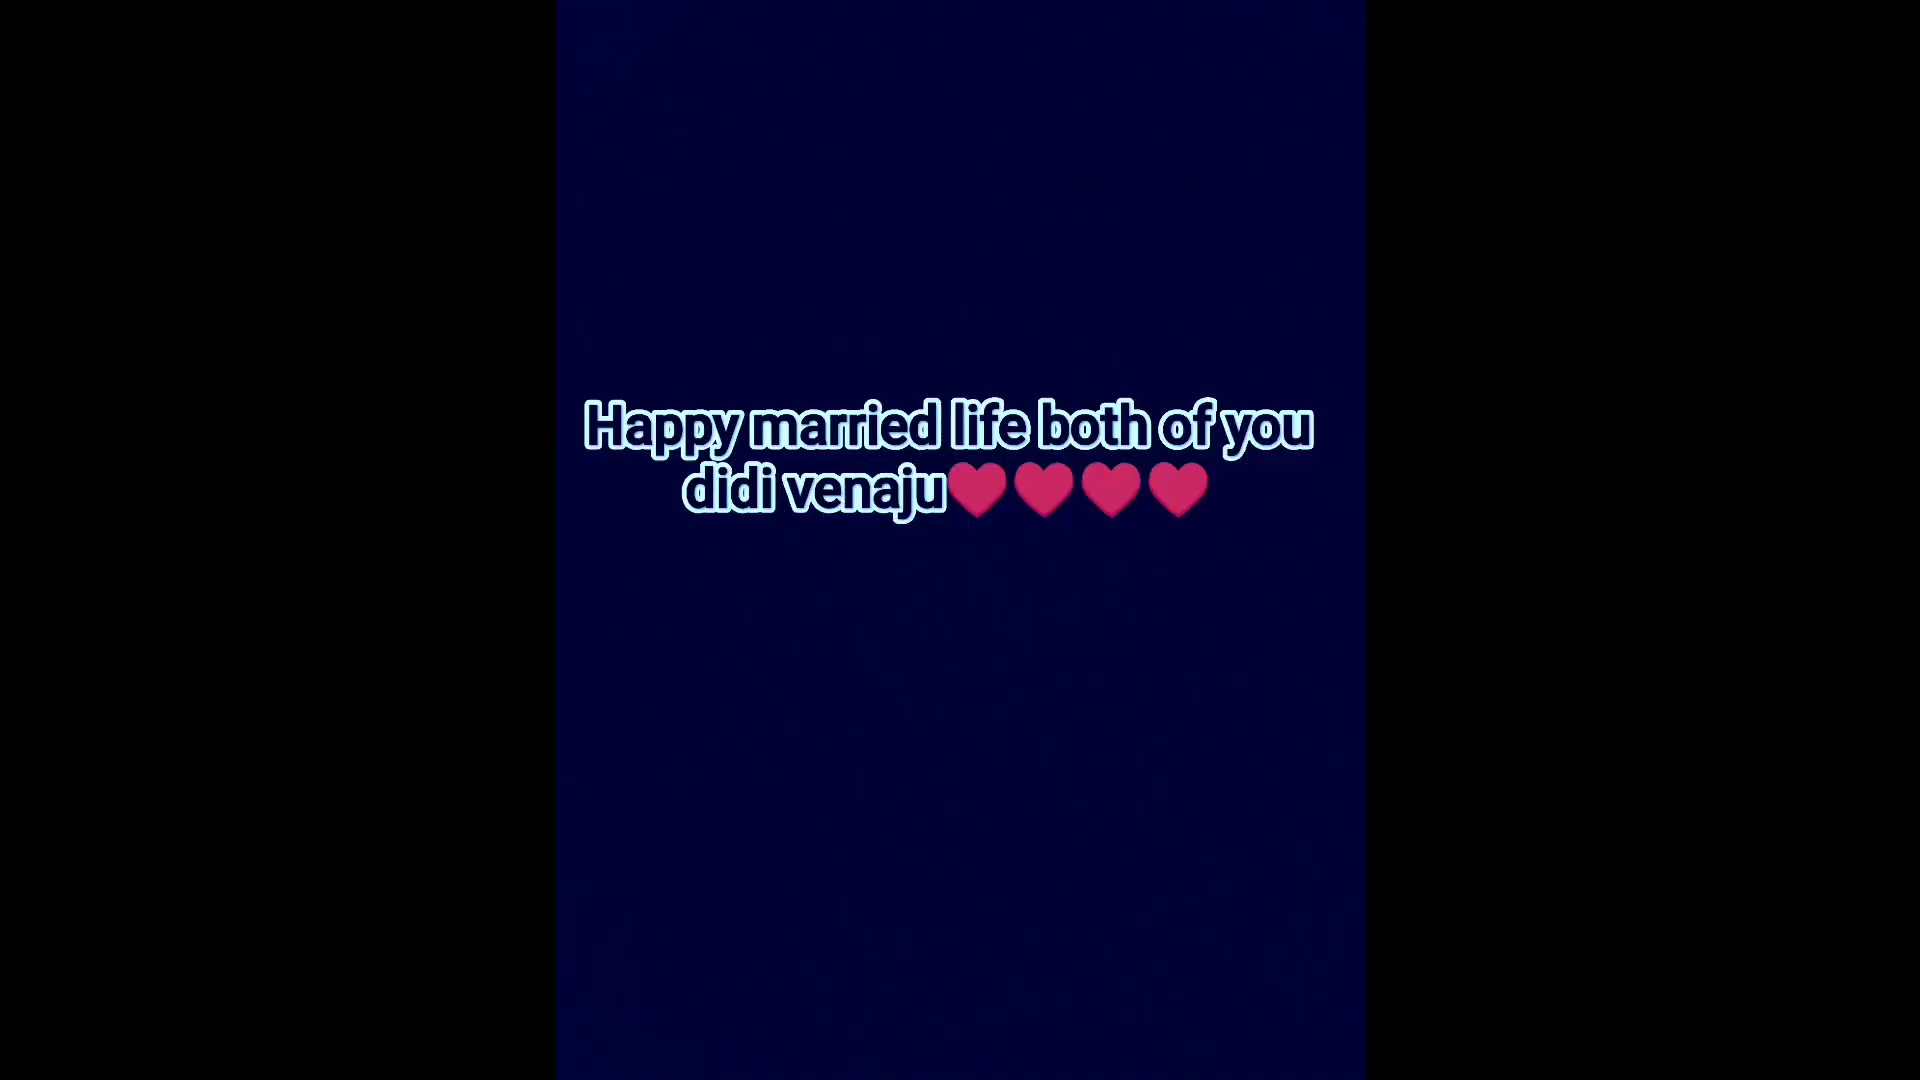 Happy married life both of you
didi venaju♥️♥️♥️♥️